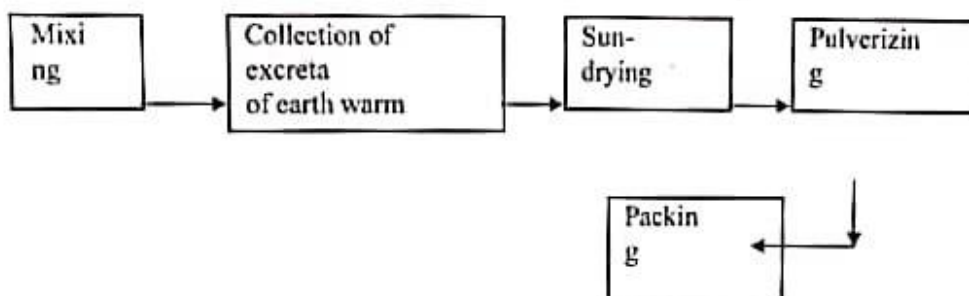 Mixi
ng
Collection of
excreta
of earth warm
Sun-
drying
Pulverizin
g
Packin
g